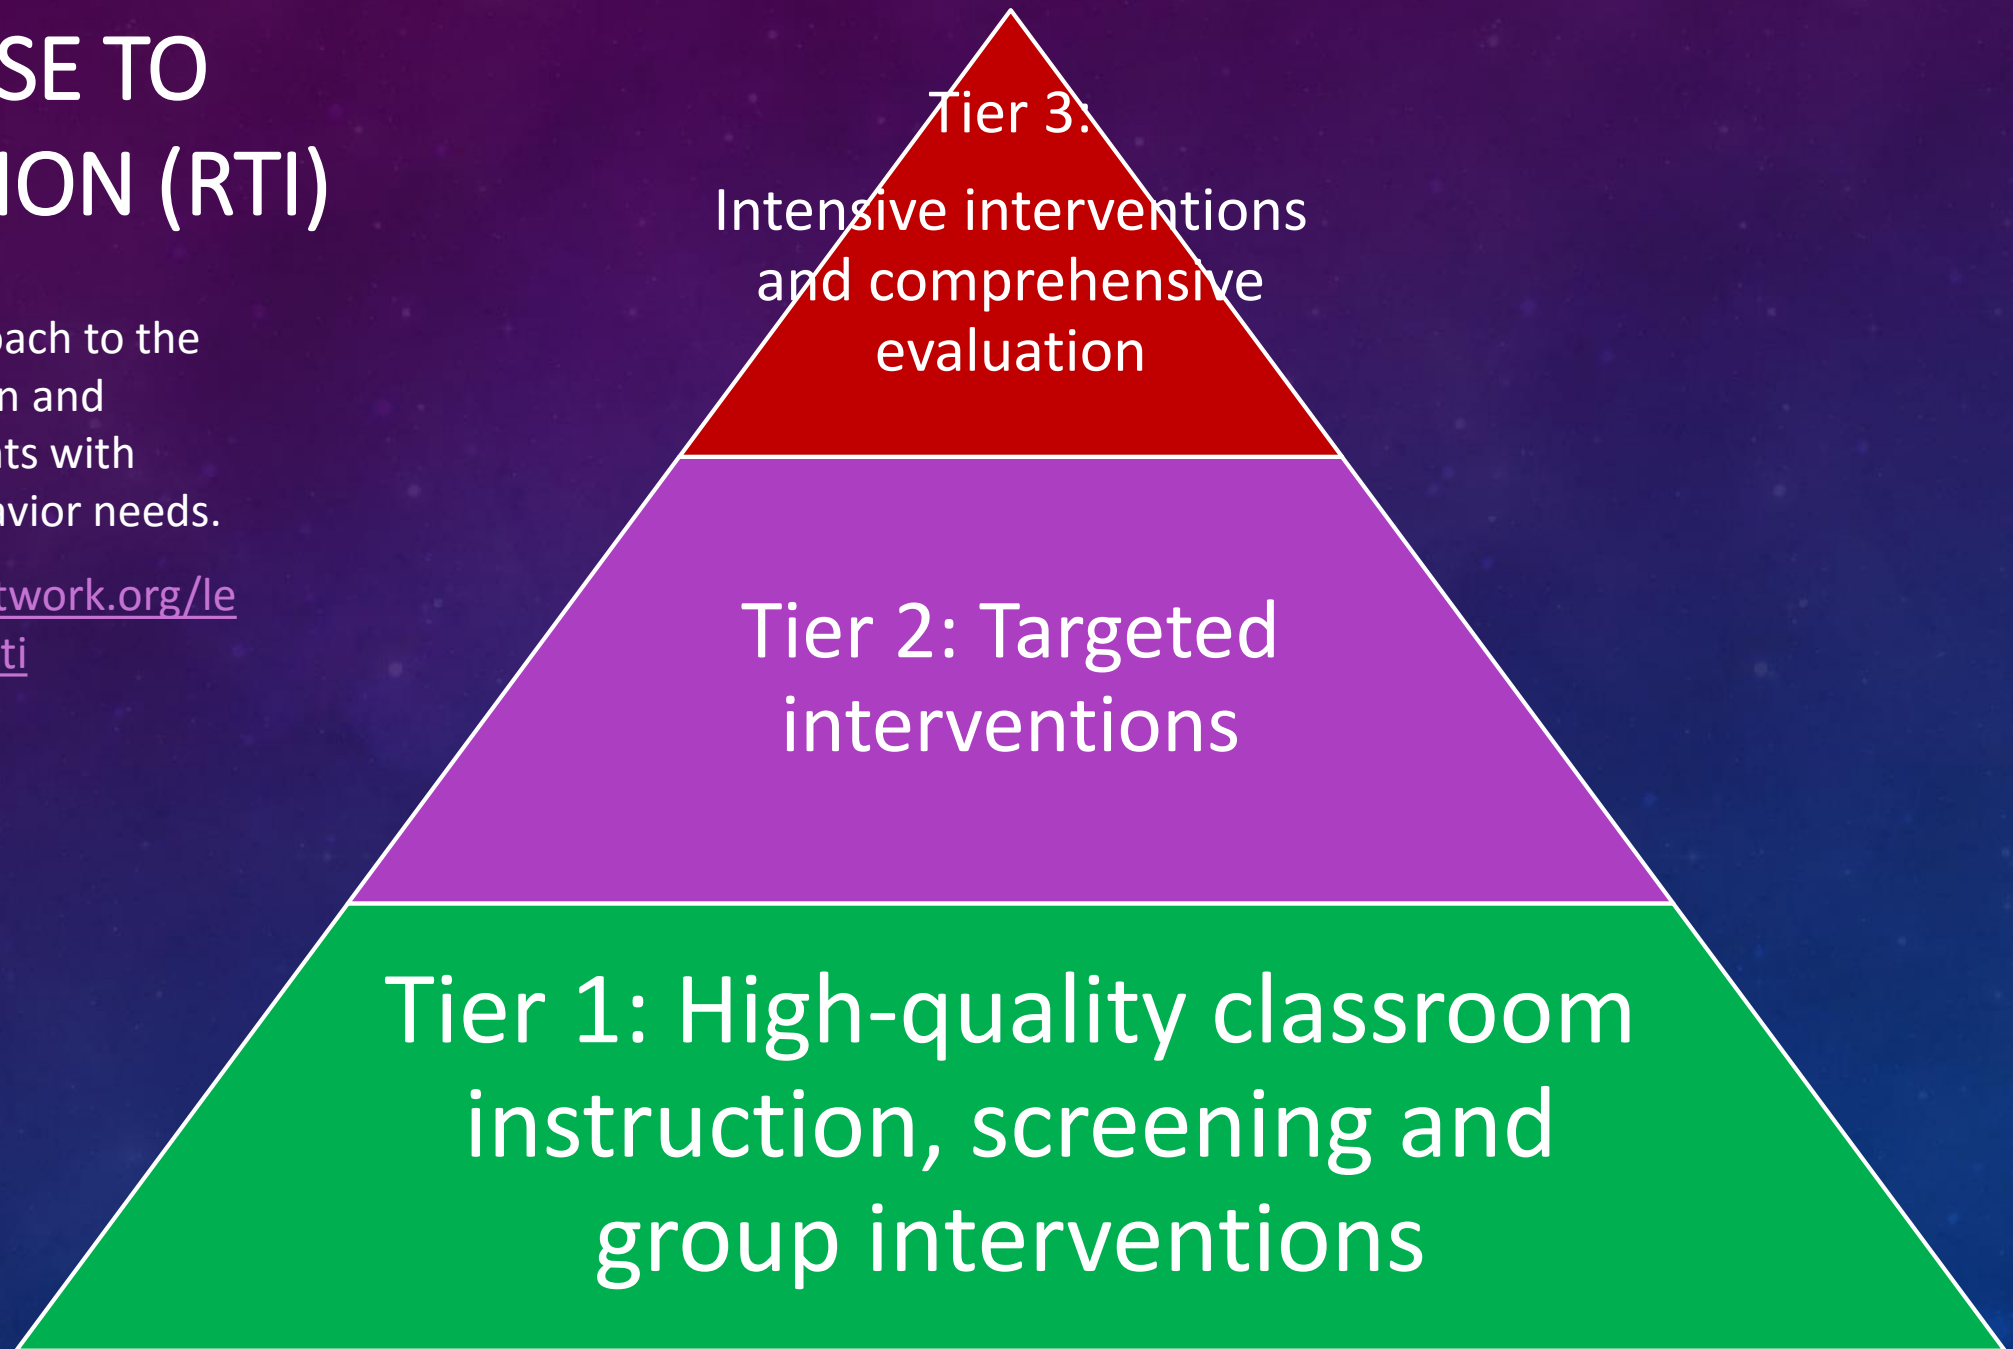 SE TO
ION (RTI)
ach to the
n and
ts with
avior needs.
twork.org/le
ti
Tier 3:
Intensive interventions
and comprehensive
evaluation
Tier 2: Targeted
interventions
Tier 1: High-quality classroom
instruction, screening and
group interventions